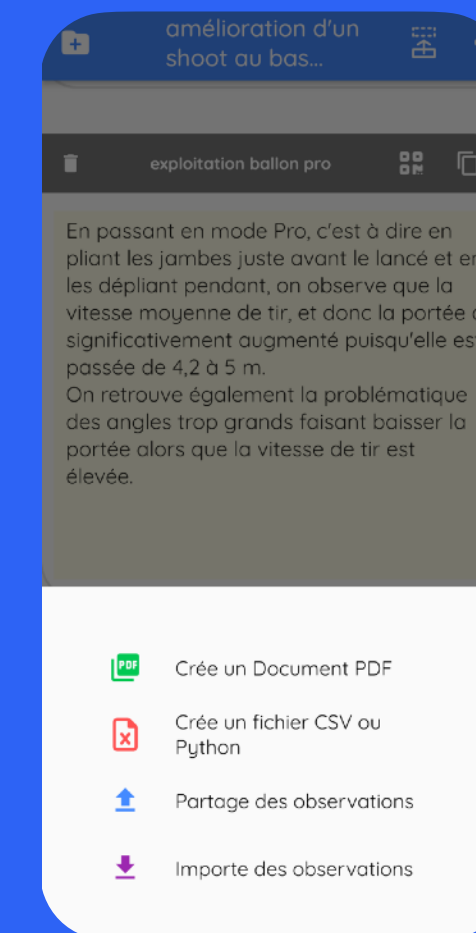 amélioration d'un
shoot au bas...
exploitation ballon pro
En passant en mode Pro, c'est à dire en
pliant les jambes juste avant le lancé et en
les dépliant pendant, on observe que la
vitesse moyenne de tir, et donc la portée
significativement augmenté puisqu'elle est
passée de 4,2 à 5 m.
On retrouve également la problématique
des angles trop grands faisant baisser la
portée alors que la vitesse de tir est
élevée.
PDF
Crée un Document PDF
Crée un fichier CSV ou
Python
Partage des observations
Importe des observations